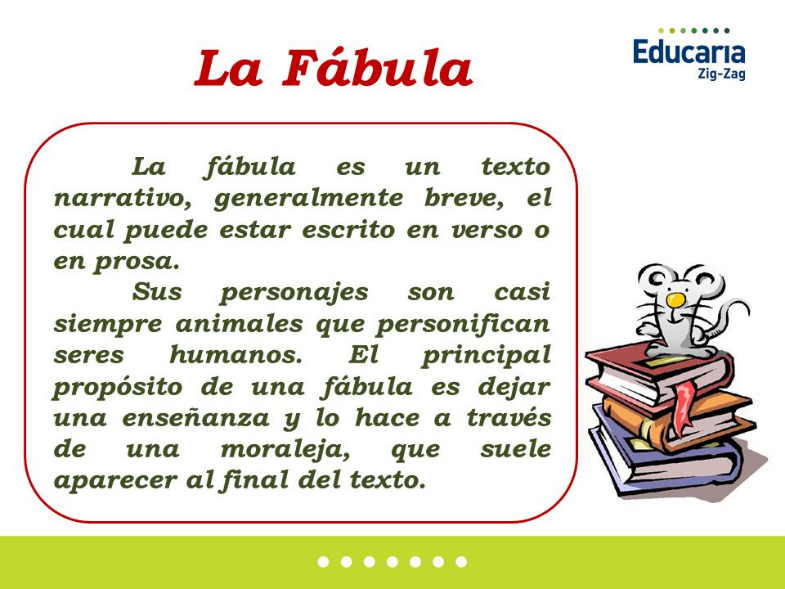 La Fábula
Educaria
Zig-Zag
La fábula es un texto
narrativo, generalmente breve, el
cual puede estar escrito en verso o
en prosa.
Sus personajes son casi
siempre animales que personifican
seres humanos. El principal
propósito de una fábula es dejar
una enseñanza y lo hace a través
de una moraleja, que suele
aparecer al final del texto.